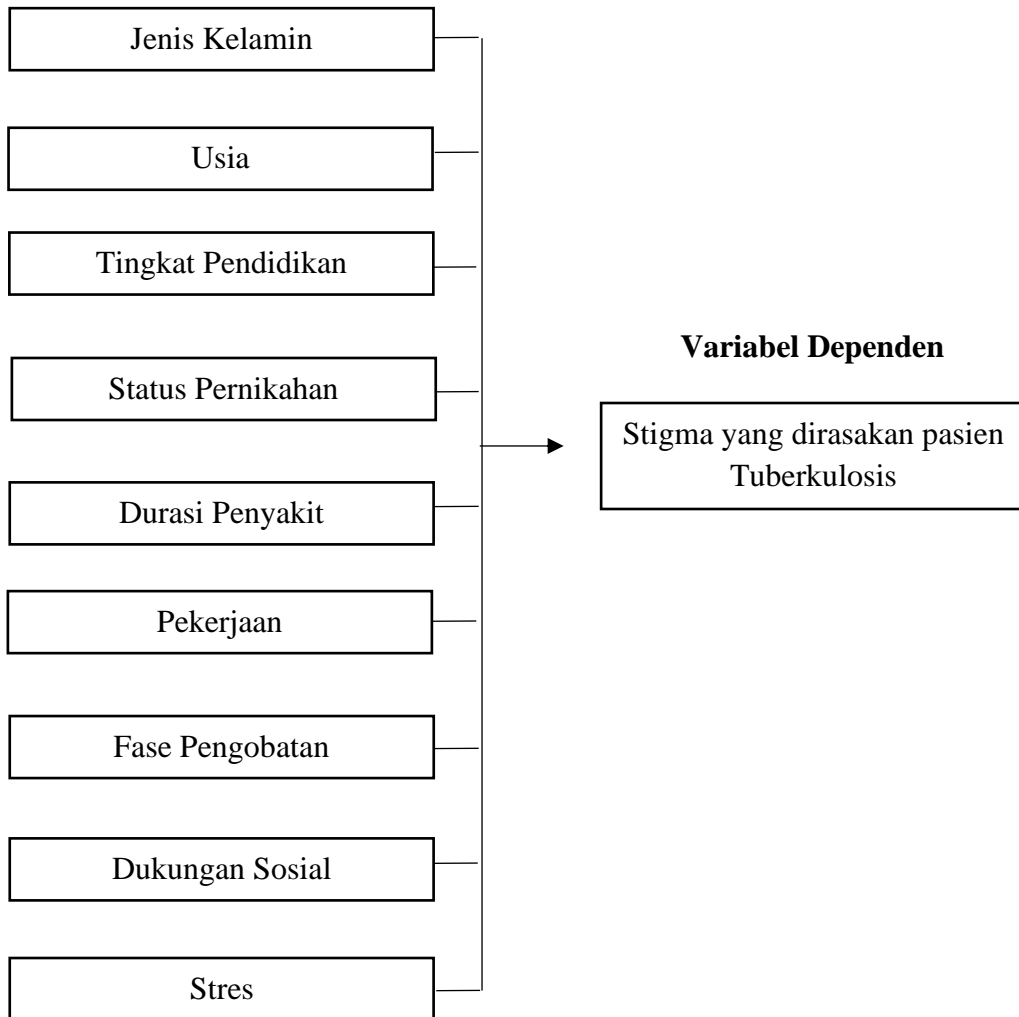 Jenis Kelamin
Usia
Tingkat Pendidikan
Status Pernikahan
Durasi Penyakit
Pekerjaan
Fase Pengobatan
Dukungan Sosial
Stres
Variabel Dependen
Stigma yang dirasakan pasien
Tuberkulosis